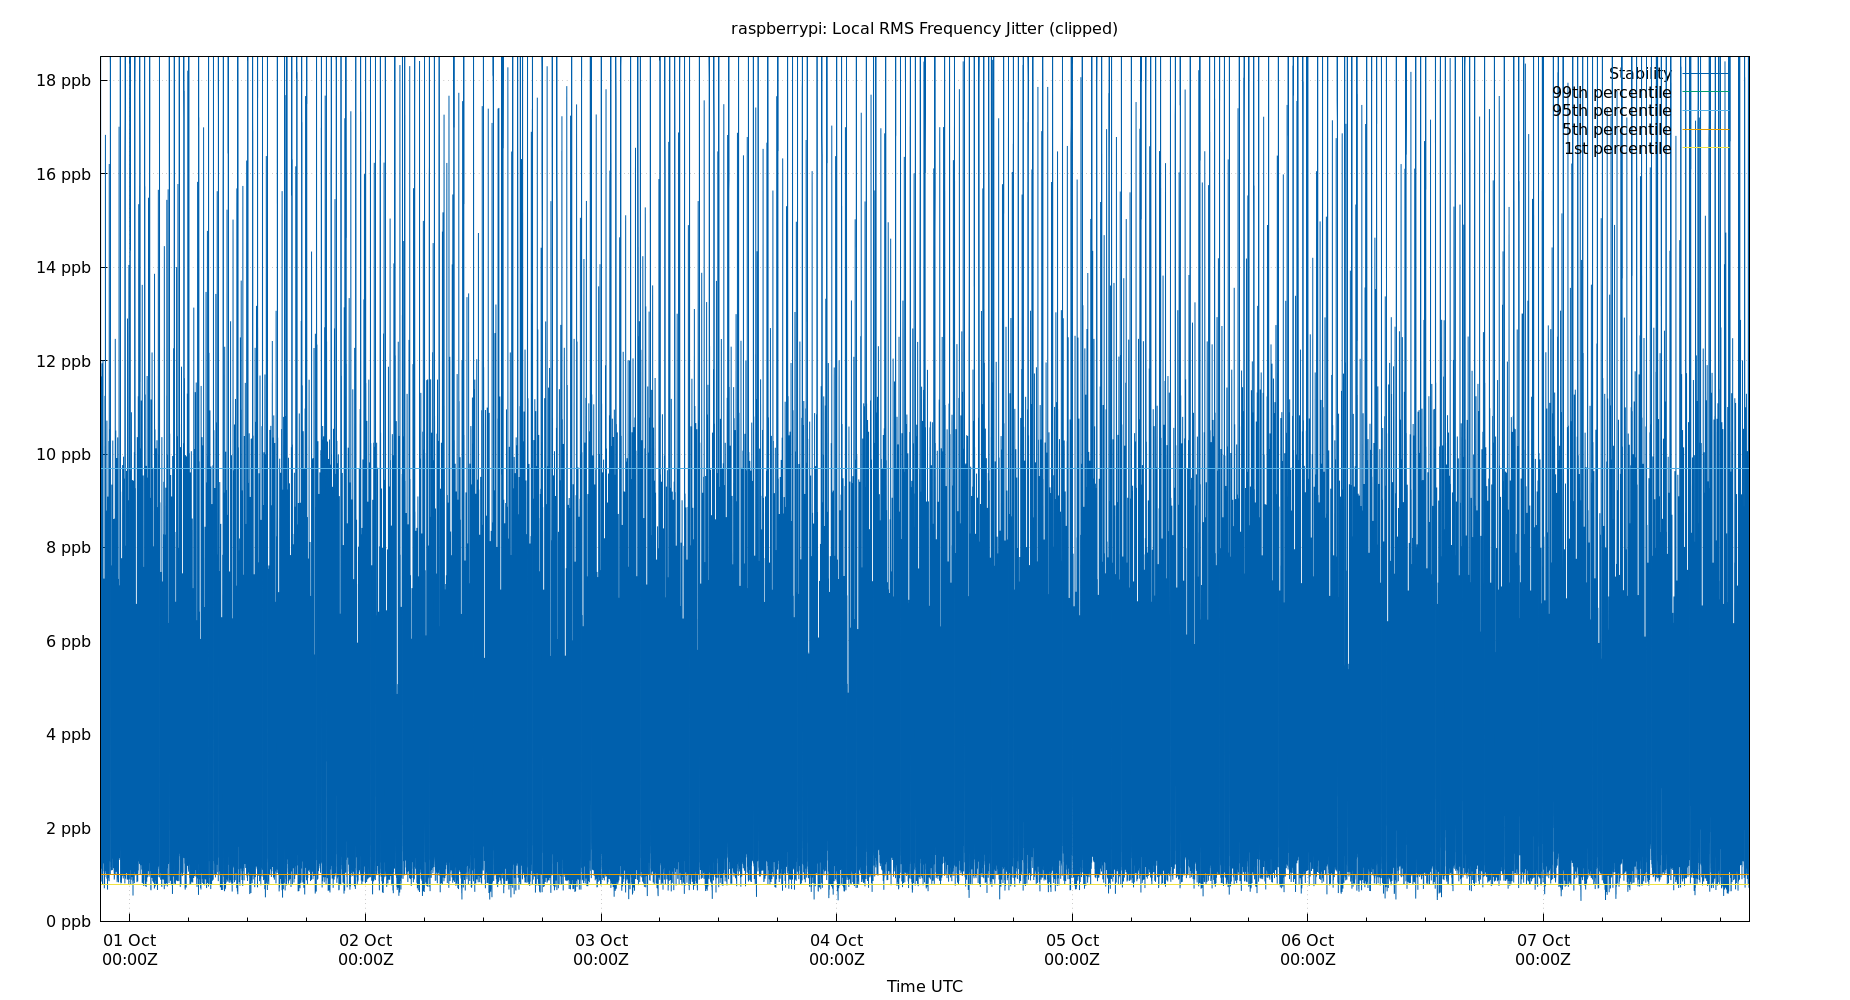 raspberrypi: Local RMS Frequency Jitter (clipped)
18 ppb
16 ppb
14 ppb
12 ppb
10 ppb
8 ppb
6 ppb
4 ppb
2 ppb
0 ppb
Stability
99th percentile
95th percentile
5th percentile
1st percentile
01 Oct 02 Oct 03 Oct 04 Oct 05 Oct 06 Oct 07 Oct
00:00Z 00:00Z 00:00Z 00:00Z 00:00Z 00:00Z 00:00Z
Time UTC